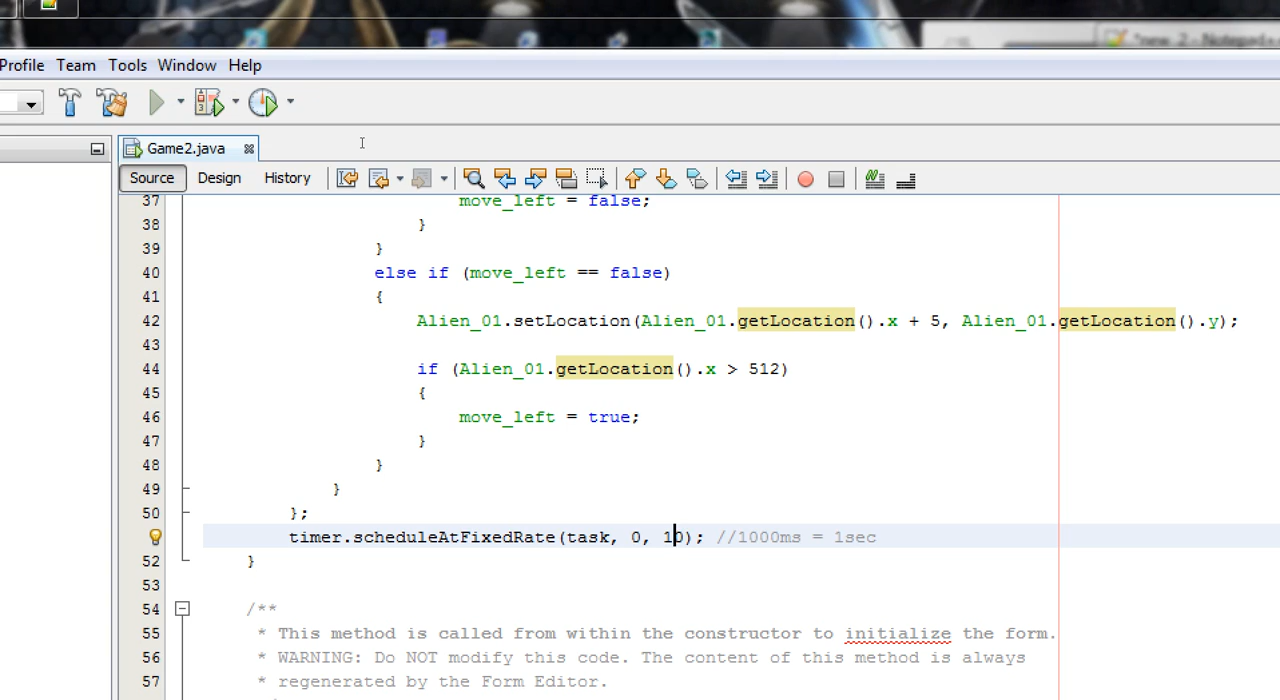 *new 2 - Notepad+
Profile Team Tools Window Help
Game2.java
Source Design History
37 move_left = false;
38 }
39 }
40 else if (move_left == false)
41 {
42 Alien_01.setLocation(Alien_01.getLocation().x + 5, Alien_01.getLocation().y);
43
44 if (Alien_01.getLocation().x > 512)
45 {
46 move_left = true;
47 }
48 }
49 }
50 };
timer.scheduleAtFixedRate(task, 0, 10); //1000ms = 1sec
52 }
53
54 /**
55 * This method is called from within the constructor to initialize the form.
56 * WARNING: Do NOT modify this code. The content of this method is always
57 * regenerated by the Form Editor.